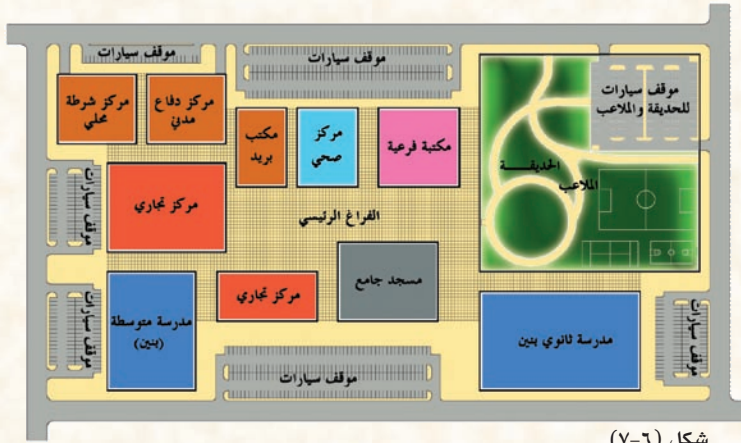 موقف سيارات
موقف سيارات
موقف سيارات
للحديقة والملاعب
مركز شرطة
محلي
مركز دفاع
مدني
مكتب
بريد
مركز
صحي
مكتبة فرعية
الحديقـــــة
الملاعب
موقف سيارات
مركز تجاري
الفراغ الرئيسي
مسجد جامع
مركز تجاري
مدرسة متوسطة
(بنين)
موقف سيارات
مدرسة ثانوي بنين
موقف سيارات
موقف سيارات
شكل (٦-٧)